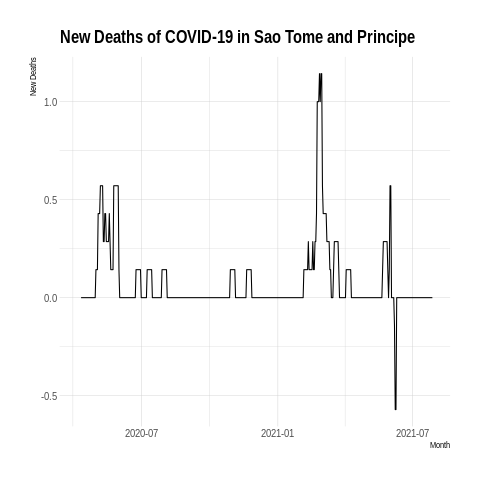 New Deaths of COVID-19 in Sao Tome and Principe
New Deaths
1.0
0.5
0.0
-0.5
2020-07
2021-01
2021-07
Month